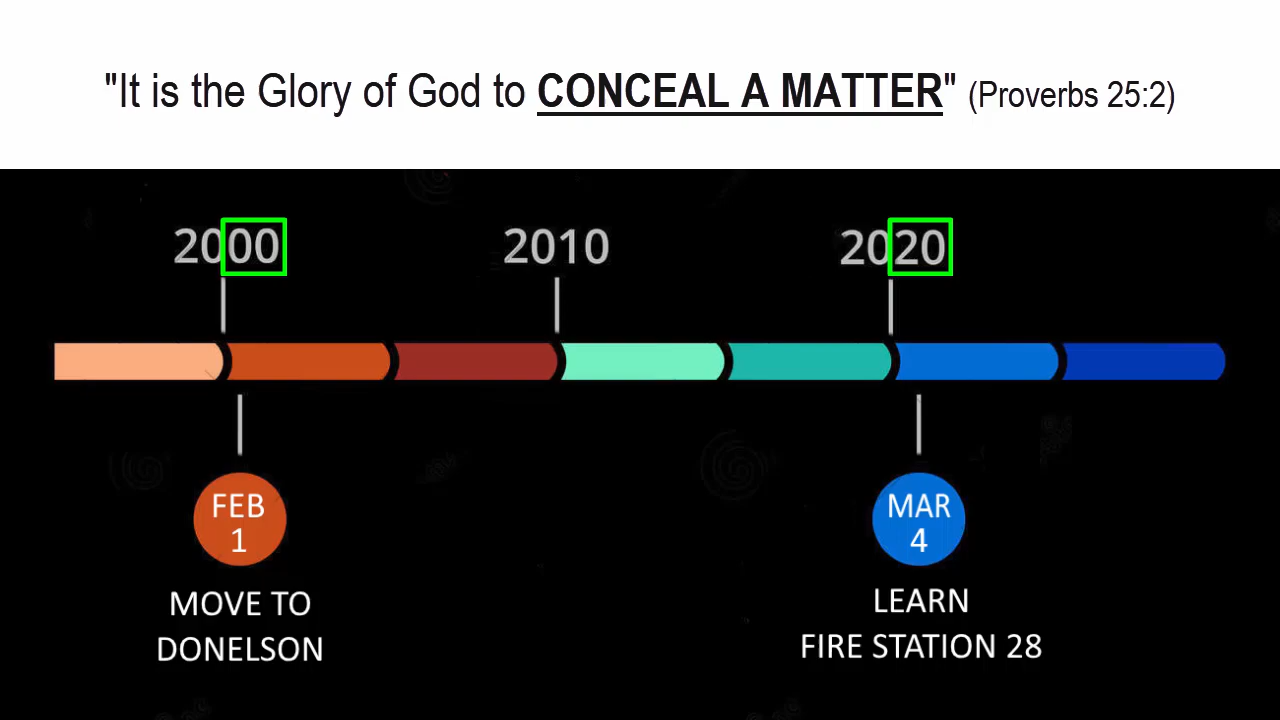 "It is the Glory of God to CONCEAL A MATTER" (Proverbs 25:2)
2000 2010 2020
FEB
1
MOVE TO
DONELSON
MAR
4
LEARN
FIRE STATION 28